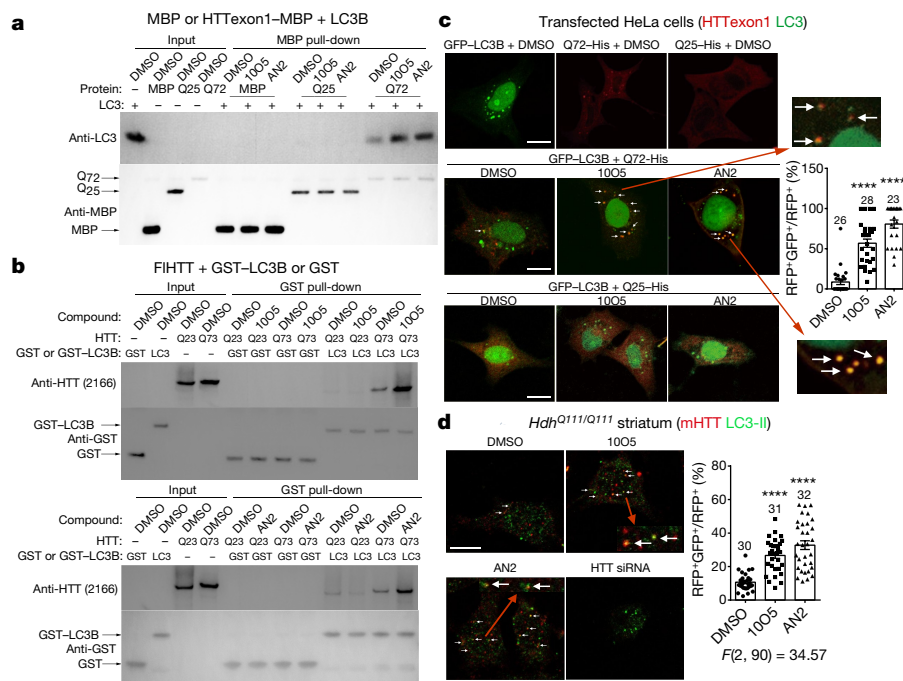 a
MBP or HTTexon1–MBP + LC3B
Input MBP pull-down
DMSO DMSO DMSO DMSO DMSO 10O5 AN2 DMSO 10O5 AN2 DMSO 10O5 AN2
Protein: MBP Q25 Q72 MBP Q25 Q72
LC3: + – – – + + + + + + + + +
Anti-LC3
Q72
Q25
Anti-MBP
MBP
b
FlHTT + GST–LC3B or GST
Input GST pull-down
Compound: DMSO DMSO DMSO DMSO DMSO 10O5 DMSO 10O5 DMSO 10O5 DMSO 10O5
HTT: – – Q23 Q73 Q23 Q23 Q73 Q73 Q23 Q23 Q73 Q73
GST or GST–LC3B: GST LC3 – – GST GST GST GST LC3 LC3 LC3 LC3
Anti-HTT (2166)
GST–LC3B
Anti-GST
GST
Input GST pull-down
Compound: DMSO DMSO DMSO DMSO DMSO AN2 DMSO AN2 DMSO AN2 DMSO AN2
HTT: – – Q23 Q73 Q23 Q23 Q73 Q73 Q23 Q23 Q73 Q73
GST or GST–LC3B: GST LC3 – – GST GST GST GST LC3 LC3 LC3 LC3
Anti-HTT (2166)
GST–LC3B
Anti-GST
GST
c
Transfected HeLa cells (HTTexon1 LC3)
GFP–LC3B + DMSO Q72–His + DMSO Q25–His + DMSO
GFP–LC3B + Q72-His
DMSO 10O5 AN2
GFP–LC3B + Q25–His
DMSO 10O5 AN2
RFP+GFP+/RFP+ (%)
150
100
50
0
26
****
28
****
23
DMSO 10O5 AN2
d
HdhQ111/Q111 striatum (mHTT LC3-II)
DMSO 10O5
AN2 HTT siRNA
RFP+GFP+/RFP+ (%)
80
60
40
20
0
30
****
31
****
32
DMSO 10O5 AN2
F(2, 90) = 34.57